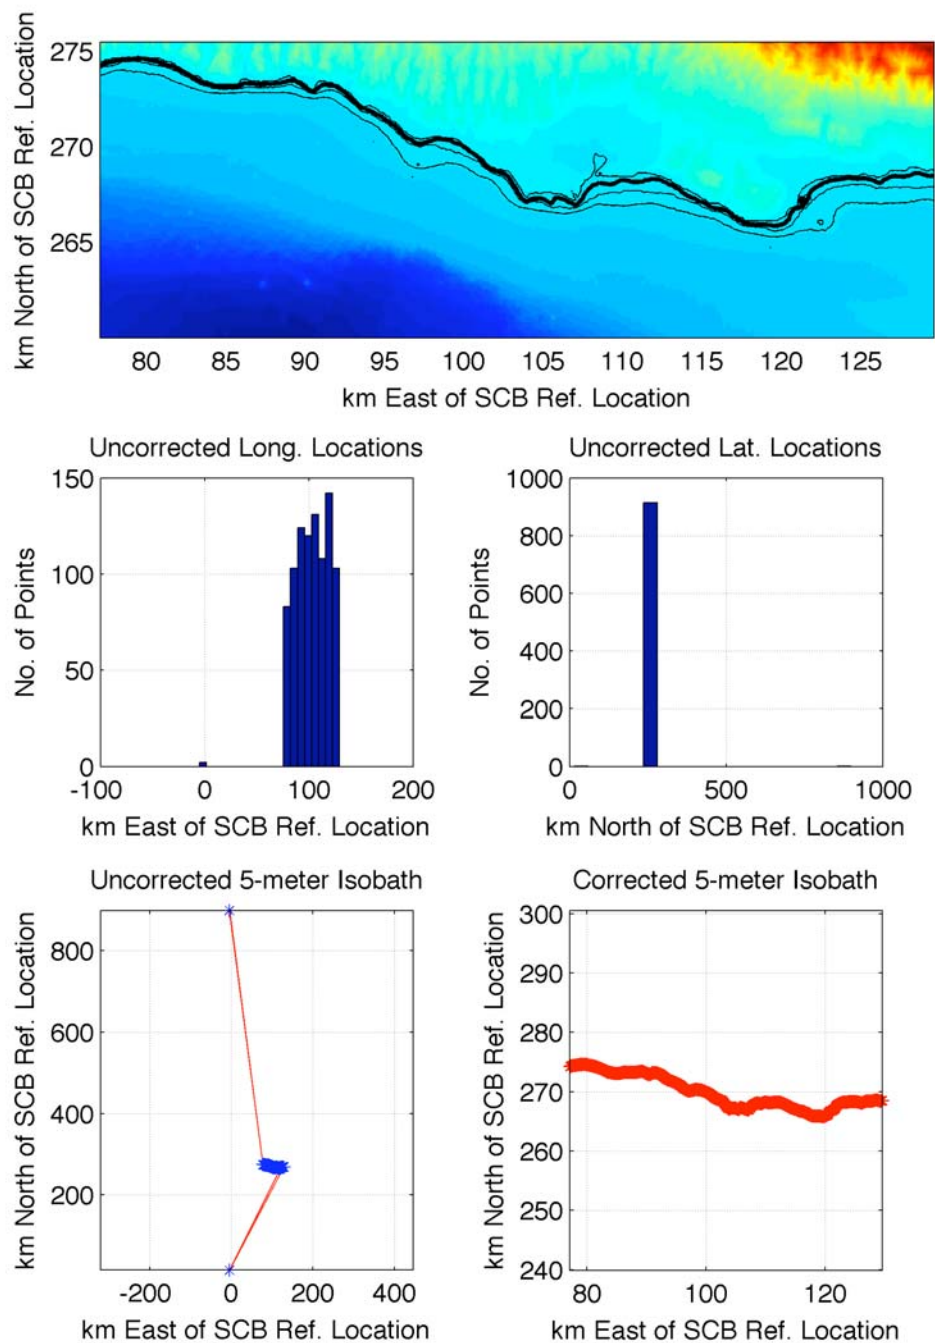 275
270
265
km North of SCB Ref. Location
80 85 90 95 100 105 110 115 120 125
km East of SCB Ref. Location
Uncorrected Long. Locations
150
100
50
0
No. of Points
-100 0 100 200
km East of SCB Ref. Location
Uncorrected Lat. Locations
1000
800
600
400
200
0
No. of Points
0 500 1000
km North of SCB Ref. Location
Uncorrected 5-meter Isobath
800
600
400
200
km North of SCB Ref. Location
-200 0 200 400
km East of SCB Ref. Location
Corrected 5-meter Isobath
300
290
280
270
260
250
240
km North of SCB Ref. Location
80 100 120
km East of SCB Ref. Location